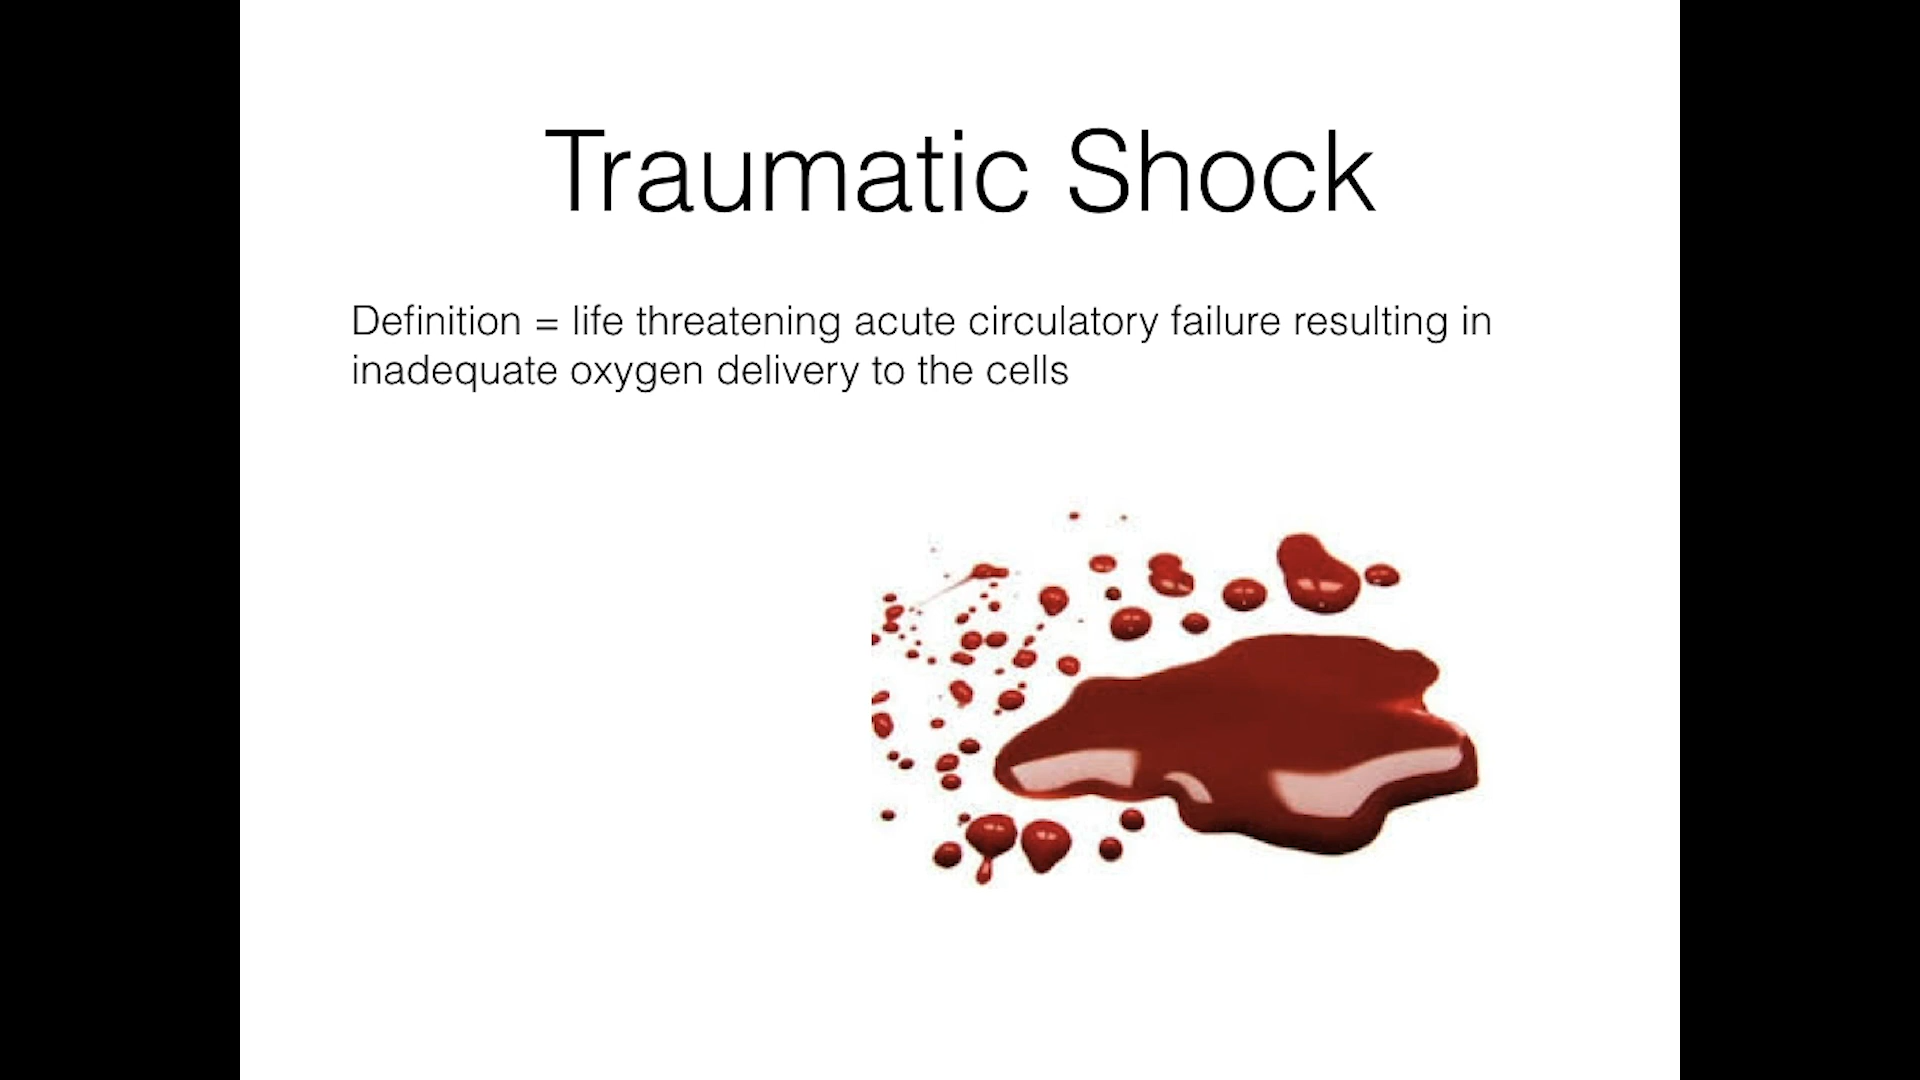 Traumatic Shock
Definition = life threatening acute circulatory failure resulting in
inadequate oxygen delivery to the cells